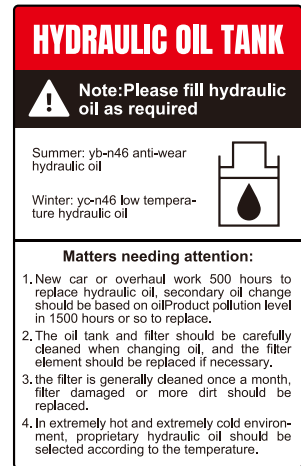 HYDRAULIC OIL TANK
Note:Please fill hydraulic
oil as required
Summer: yb-n46 anti-wear
hydraulic oil
Winter: yc-n46 low tempera-
ture hydraulic oil
Matters needing attention:
1. New car or overhaul work 500 hours to
replace hydraulic oil, secondary oil change
should be based on oilProduct pollution level
in 1500 hours or so to replace.
2. The oil tank and filter should be carefully
cleaned when changing oil, and the filter
element should be replaced if necessary.
3. the filter is generally cleaned once a month,
filter damaged or more dirt should be
replaced.
4. In extremely hot and extremely cold environ-
ment, proprietary hydraulic oil should be
selected according to the temperature.